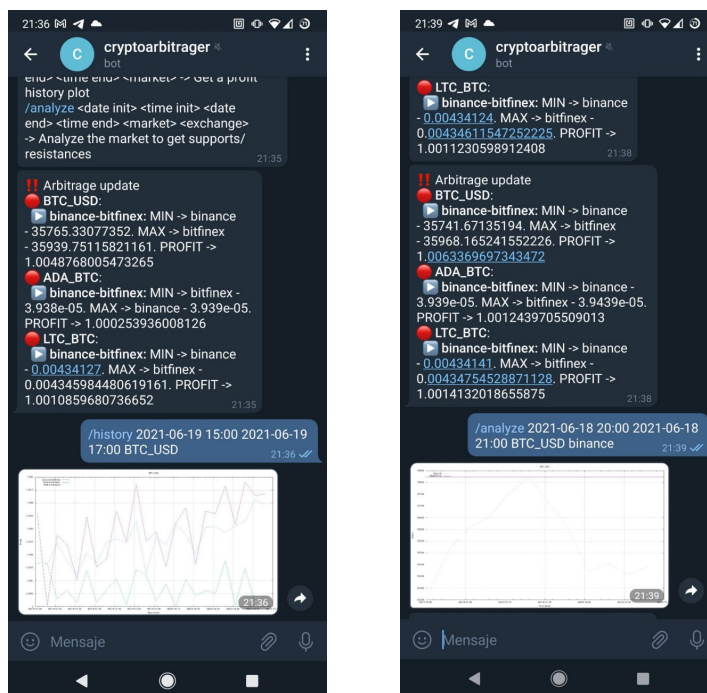 21:36
cryptoarbitrager
bot
end> <time end> <market> -> Get a profit
history plot
/analyze <date init> <time init> <date
end> <time end> <market> <exchange>
-> Analyze the market to get supports/
resistances
21:35
Arbitrage update
BTC_USD:
binance-bitfinex: MIN -> binance
- 35765.33077352. MAX -> bitfinex
- 35939.75115821161. PROFIT ->
1.0048768005473265
ADA_BTC:
binance-bitfinex: MIN -> bitfinex -
3.938e-05. MAX -> binance - 3.939e-05.
PROFIT -> 1.000253936008126
LTC_BTC:
binance-bitfinex: MIN -> binance
- 0.00434127. MAX -> bitfinex -
0.004345984480619161. PROFIT ->
1.0010859680736652
21:35
/history 2021-06-19 15:00 2021-06-19
17:00 BTC_USD
21:36
21:36
Mensaje
21:39
cryptoarbitrager
bot
LTC_BTC:
binance-bitfinex: MIN -> binance
- 0.00434124. MAX -> bitfinex -
0.00434611547252225. PROFIT ->
1.0011230598912408
21:38
Arbitrage update
BTC_USD:
binance-bitfinex: MIN -> binance
- 35741.67135194. MAX -> bitfinex
- 35968.165241552226. PROFIT ->
1.0063369697343472
ADA_BTC:
binance-bitfinex: MIN -> binance -
3.939e-05. MAX -> bitfinex - 3.9439e-05.
PROFIT -> 1.0012439705509013
LTC_BTC:
binance-bitfinex: MIN -> binance
- 0.00434141. MAX -> bitfinex -
0.00434754528871128. PROFIT ->
1.0014132018655875
21:38
/analyze 2021-06-18 20:00 2021-06-18
21:00 BTC_USD binance
21:39
21:39
Mensaje